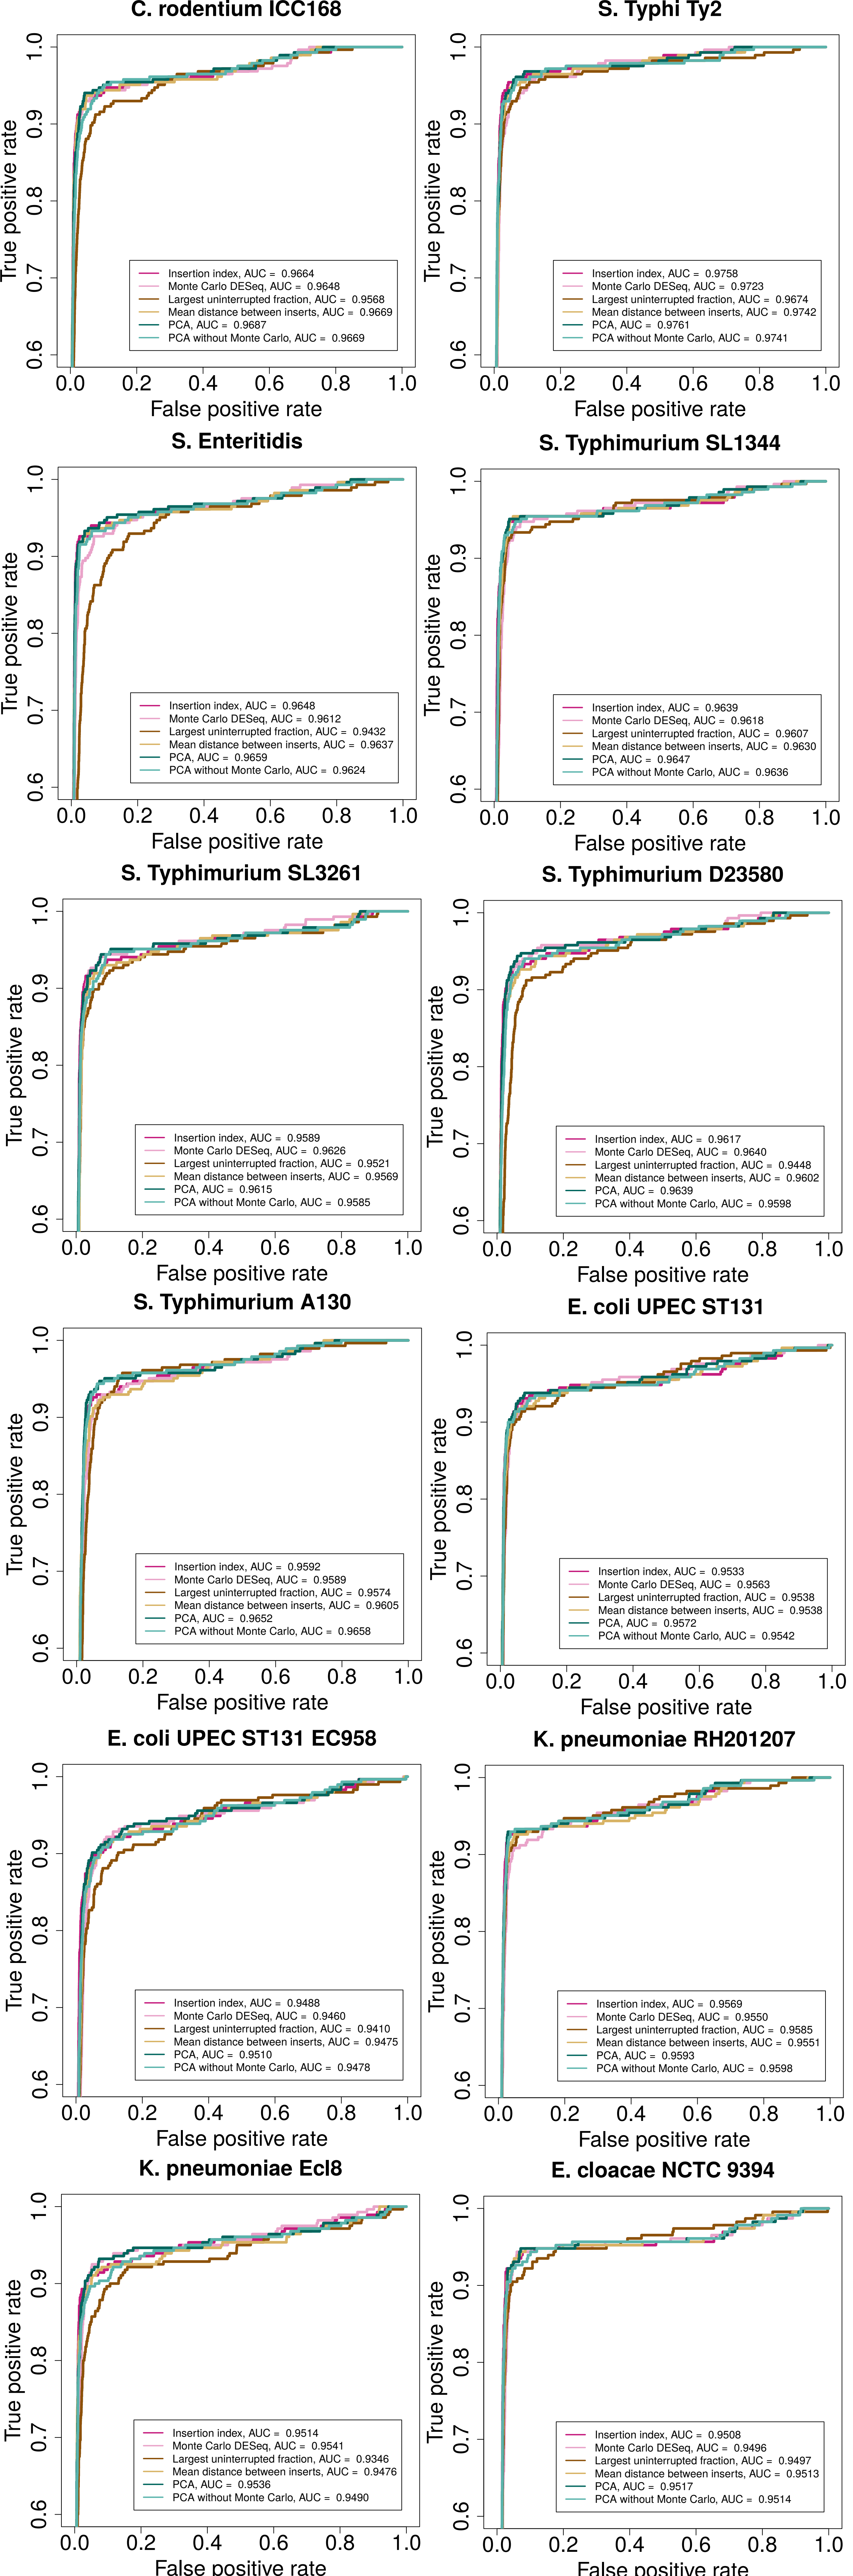 C. rodentium ICC168
True positive rate
1.0
0.9
0.8
0.7
0.6
Insertion index, AUC = 0.9664
Monte Carlo DESeq, AUC = 0.9648
Largest uninterrupted fraction, AUC = 0.9568
Mean distance between inserts, AUC = 0.9669
PCA, AUC = 0.9687
PCA without Monte Carlo, AUC = 0.9669
0.0 0.2 0.4 0.6 0.8 1.0
False positive rate
S. Typhi Ty2
True positive rate
1.0
0.9
0.8
0.7
0.6
Insertion index, AUC = 0.9758
Monte Carlo DESeq, AUC = 0.9723
Largest uninterrupted fraction, AUC = 0.9674
Mean distance between inserts, AUC = 0.9742
PCA, AUC = 0.9761
PCA without Monte Carlo, AUC = 0.9741
0.0 0.2 0.4 0.6 0.8 1.0
False positive rate
S. Enteritidis
True positive rate
1.0
0.9
0.8
0.7
0.6
Insertion index, AUC = 0.9648
Monte Carlo DESeq, AUC = 0.9612
Largest uninterrupted fraction, AUC = 0.9432
Mean distance between inserts, AUC = 0.9637
PCA, AUC = 0.9659
PCA without Monte Carlo, AUC = 0.9624
0.0 0.2 0.4 0.6 0.8 1.0
False positive rate
S. Typhimurium SL1344
True positive rate
1.0
0.9
0.8
0.7
0.6
Insertion index, AUC = 0.9639
Monte Carlo DESeq, AUC = 0.9618
Largest uninterrupted fraction, AUC = 0.9607
Mean distance between inserts, AUC = 0.9630
PCA, AUC = 0.9647
PCA without Monte Carlo, AUC = 0.9636
0.0 0.2 0.4 0.6 0.8 1.0
False positive rate
S. Typhimurium SL3261
True positive rate
1.0
0.9
0.8
0.7
0.6
Insertion index, AUC = 0.9589
Monte Carlo DESeq, AUC = 0.9626
Largest uninterrupted fraction, AUC = 0.9521
Mean distance between inserts, AUC = 0.9569
PCA, AUC = 0.9615
PCA without Monte Carlo, AUC = 0.9585
0.0 0.2 0.4 0.6 0.8 1.0
False positive rate
S. Typhimurium D23580
True positive rate
1.0
0.9
0.8
0.7
0.6
Insertion index, AUC = 0.9617
Monte Carlo DESeq, AUC = 0.9640
Largest uninterrupted fraction, AUC = 0.9448
Mean distance between inserts, AUC = 0.9602
PCA, AUC = 0.9639
PCA without Monte Carlo, AUC = 0.9598
0.0 0.2 0.4 0.6 0.8 1.0
False positive rate
S. Typhimurium A130
True positive rate
1.0
0.9
0.8
0.7
0.6
Insertion index, AUC = 0.9592
Monte Carlo DESeq, AUC = 0.9589
Largest uninterrupted fraction, AUC = 0.9574
Mean distance between inserts, AUC = 0.9605
PCA, AUC = 0.9652
PCA without Monte Carlo, AUC = 0.9658
0.0 0.2 0.4 0.6 0.8 1.0
False positive rate
E. coli UPEC ST131
True positive rate
1.0
0.9
0.8
0.7
0.6
Insertion index, AUC = 0.9533
Monte Carlo DESeq, AUC = 0.9563
Largest uninterrupted fraction, AUC = 0.9538
Mean distance between inserts, AUC = 0.9538
PCA, AUC = 0.9572
PCA without Monte Carlo, AUC = 0.9542
0.0 0.2 0.4 0.6 0.8 1.0
False positive rate
E. coli UPEC ST131 EC958
True positive rate
1.0
0.9
0.8
0.7
0.6
Insertion index, AUC = 0.9488
Monte Carlo DESeq, AUC = 0.9460
Largest uninterrupted fraction, AUC = 0.9410
Mean distance between inserts, AUC = 0.9475
PCA, AUC = 0.9510
PCA without Monte Carlo, AUC = 0.9478
0.0 0.2 0.4 0.6 0.8 1.0
False positive rate
K. pneumoniae RH201207
True positive rate
1.0
0.9
0.8
0.7
0.6
Insertion index, AUC = 0.9569
Monte Carlo DESeq, AUC = 0.9550
Largest uninterrupted fraction, AUC = 0.9585
Mean distance between inserts, AUC = 0.9551
PCA, AUC = 0.9593
PCA without Monte Carlo, AUC = 0.9598
0.0 0.2 0.4 0.6 0.8 1.0
False positive rate
K. pneumoniae Ecl8
True positive rate
1.0
0.9
0.8
0.7
0.6
Insertion index, AUC = 0.9514
Monte Carlo DESeq, AUC = 0.9541
Largest uninterrupted fraction, AUC = 0.9346
Mean distance between inserts, AUC = 0.9476
PCA, AUC = 0.9536
PCA without Monte Carlo, AUC = 0.9490
0.0 0.2 0.4 0.6 0.8 1.0
False positive rate
E. cloacae NCTC 9394
True positive rate
1.0
0.9
0.8
0.7
0.6
Insertion index, AUC = 0.9508
Monte Carlo DESeq, AUC = 0.9496
Largest uninterrupted fraction, AUC = 0.9497
Mean distance between inserts, AUC = 0.9513
PCA, AUC = 0.9517
PCA without Monte Carlo, AUC = 0.9514
0.0 0.2 0.4 0.6 0.8 1.0
False positive rate